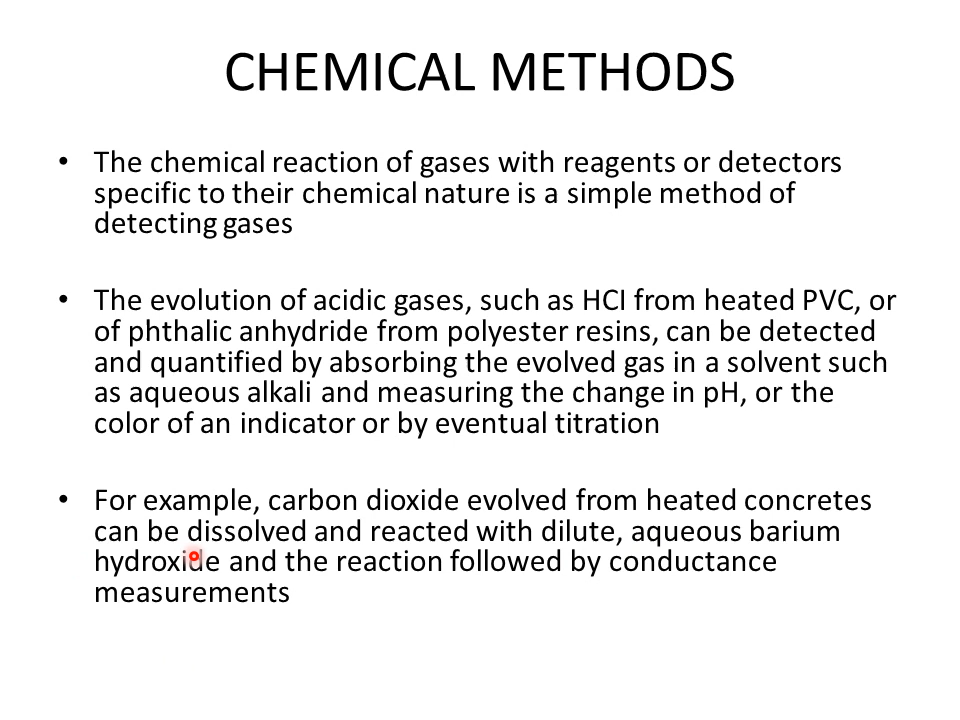 CHEMICAL METHODS
• The chemical reaction of gases with reagents or detectors
specific to their chemical nature is a simple method of
detecting gases
• The evolution of acidic gases, such as HCI from heated PVC, or
of phthalic anhydride from polyester resins, can be detected
and quantified by absorbing the evolved gas in a solvent such
as aqueous alkali and measuring the change in pH, or the
color of an indicator or by eventual titration
• For example, carbon dioxide evolved from heated concretes
can be dissolved and reacted with dilute, aqueous barium
hydroxide and the reaction followed by conductance
measurements